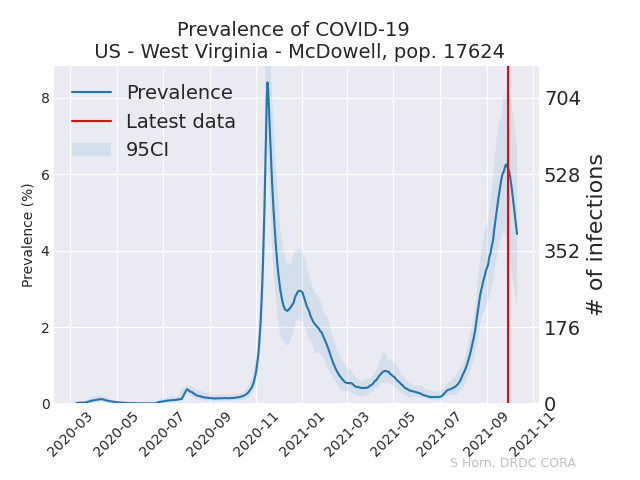 Prevalence of COVID-19
US - West Virginia - McDowell, pop. 17624
Prevalence
Latest data
95CI
Prevalence (%)
8
6
4
2
0
704
528
352
176
0
# of infections
2020-03
2020-05
2020-07
2020-09
2020-11
2021-01
2021-03
2021-05
2021-07
2021-09
2021-11
S Horn, DRDC CORA